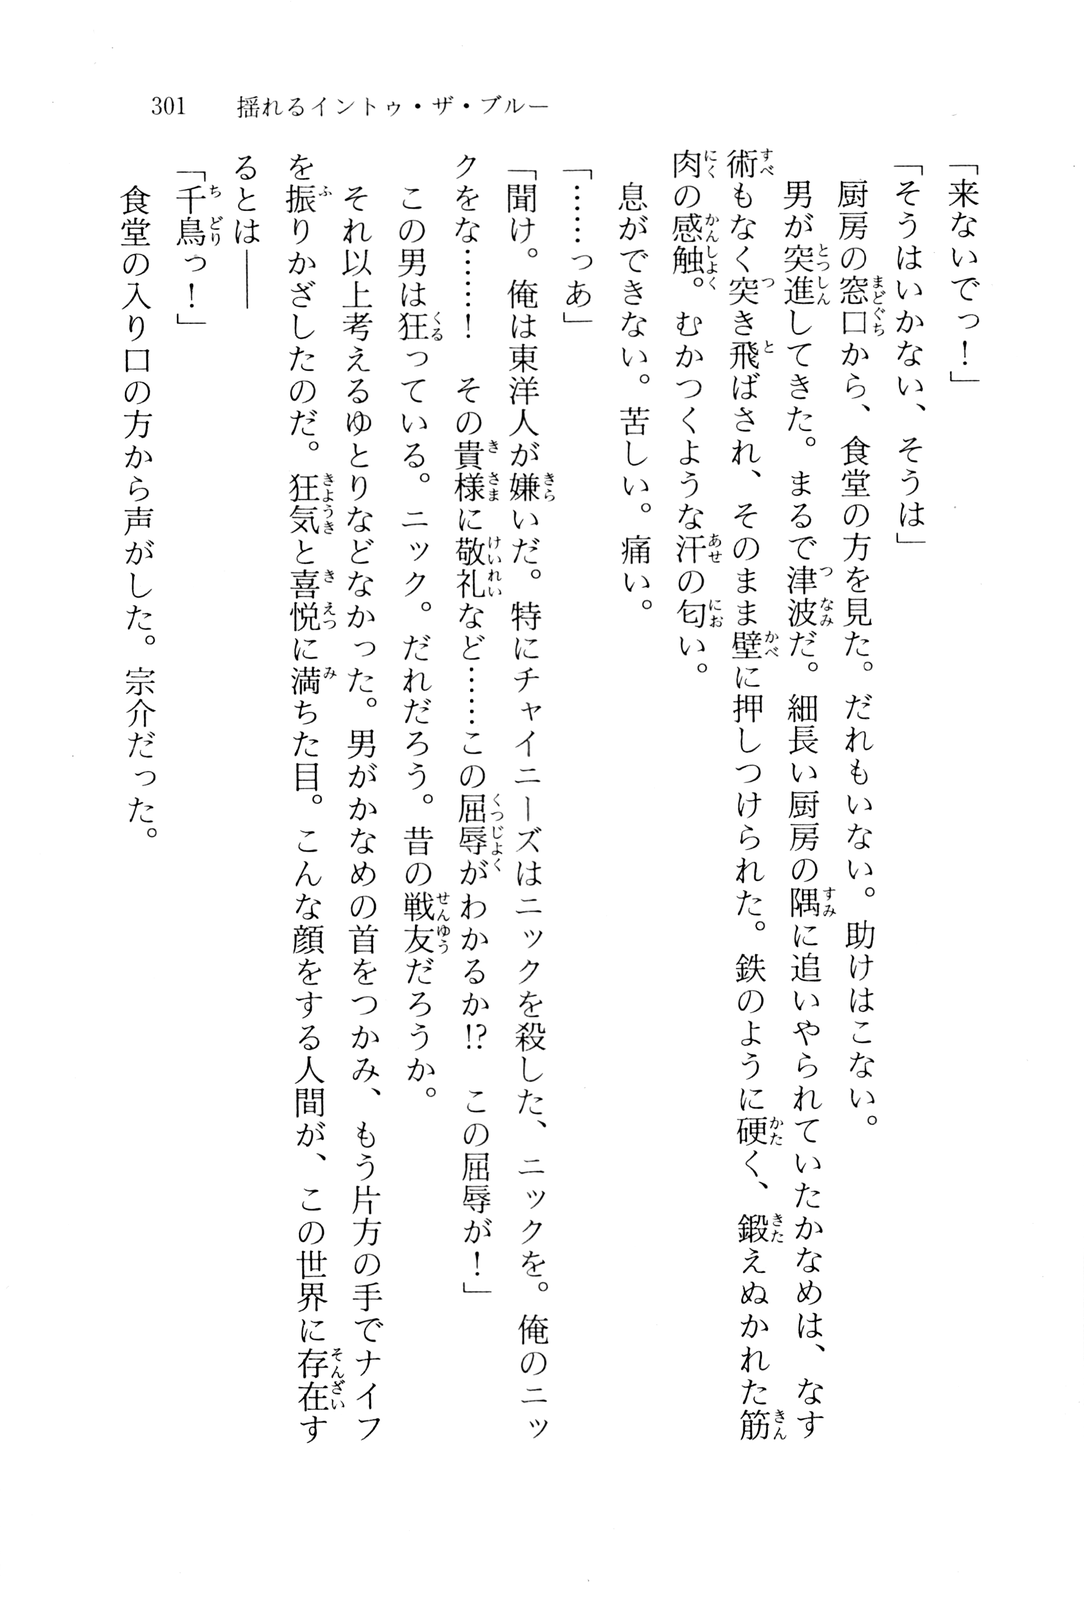 301　揺れるイントゥ・ザ・ブルー
「来ないでっ！」
「そうはいかない、そうは」
　厨房の窓口から、食堂の方を見た。だれもいない。助けはこない。
　男が突進してきた。まるで津波だ。細長い厨房の隅に追いやられていたかなめは、なす
術もなく突き飛ばされ、そのまま壁に押しつけられた。鉄のように硬く、鍛えぬかれた筋
肉の感触。むかつくような汗の匂い。
　息ができない。苦しい。痛い。
「……っあ」
「聞け。俺は東洋人が嫌いだ。特にチャイニーズはニックを殺した、ニックを。俺のニッ
クをな……！　その貴様に敬礼など……この屈辱がわかるか!?　この屈辱が！」
　この男は狂っている。ニック。だれだろう。昔の戦友だろうか。
　それ以上考えるゆとりなどなかった。男がかなめの首をつかみ、もう片方の手でナイフ
を振りかざしたのだ。狂気と喜悦に満ちた目。こんな顔をする人間が、この世界に存在す
るとは――
「千鳥っ！」
　食堂の入り口の方から声がした。宗介だった。